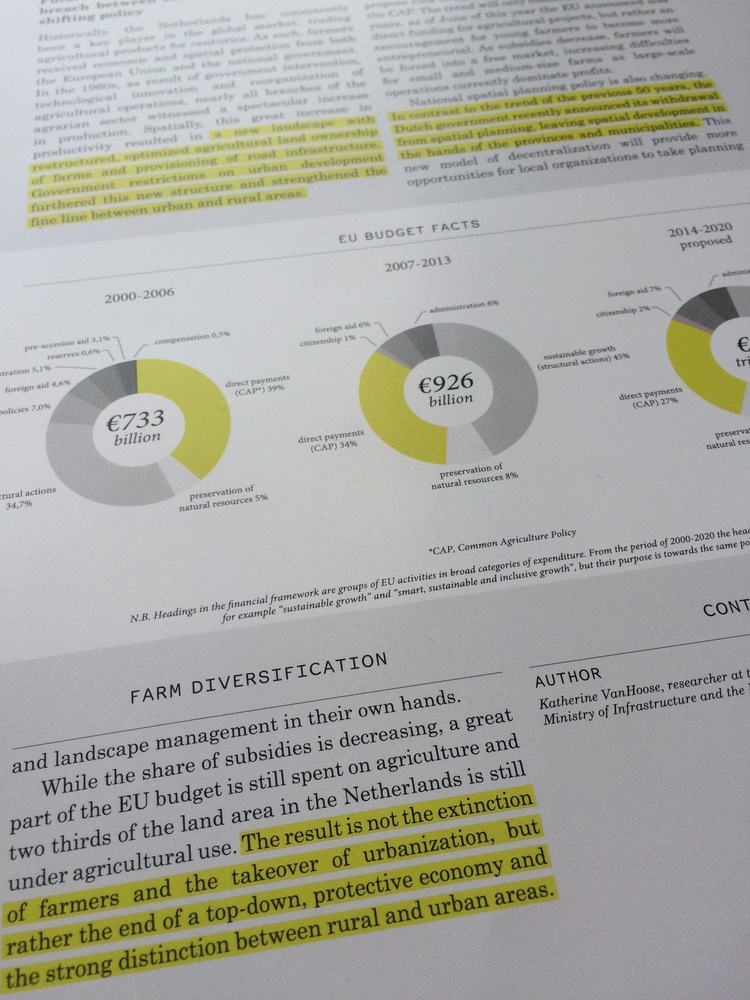 breach between
shifting policy
Historically, the Netherlands has consistently
been a key player in the global market, trading
agricultural products for centuries. As such, farmers
received economic and spatial protection from both
the European Union and the national government.
In the 1960s, as result of government intervention,
technological innovation and reorganization of
agricultural operations, nearly all branches of the
agrarian sector witnessed a spectacular increase
in production. Spatially, this great increase in
productivity resulted in a new landscape with
restructured, optimized agricultural land, ownership
of farms and provisioning of road infrastructure.
Government restrictions on urban development
furthered this new structure and strengthened the
fine line between urban and rural areas.
the CAP. The trend will only
years, as of June of this year the EU announced
direct funding for agricultural projects, but rather an
encouragement for young farmers to become more
entrepreneurial. As subsidies decrease, farmers will
be forced into a free market, increasing difficulties
for small and medium-size farms as large-scale
operations currently dominate profits.
National spatial planning policy is also changing.
In contrast to the trend of the previous 50 years, the
Dutch government recently announced its withdrawal
from spatial planning, leaving spatial development in
the hands of the provinces and municipalities. This
new model of decentralization will provide more
opportunities for local organizations to take planning
EU BUDGET FACTS
2000-2006
pre-accesion aid 3,1%
reserves 0,6%
tration 5,1%
foreign aid 4,6%
policies 7,0%
compensation 0,5%
direct payments
(CAP*) 39%
€733
billion
tural actions
34,7%
preservation of
natural resources 5%
2007-2013
foreign aid 6%
citizenship 1%
administration 6%
sustainable growth
(structural actions) 45%
€926
billion
direct payments
(CAP) 34%
preservation of
natural resources 8%
2014-2020
proposed
foreign aid 7%
citizenship 2%
adminis
€
tri
direct payments
(CAP) 27%
preserva
natural res
*CAP, Common Agriculture Policy
N.B. Headings in the financial framework are groups of EU activities in broad categories of expenditure. From the period of 2000-2020 the head
for example "sustainable growth" and "smart, sustainable and inclusive growth", but their purpose is towards the same po
FARM DIVERSIFICATION
and landscape management in their own hands.
While the share of subsidies is decreasing, a great
part of the EU budget is still spent on agriculture and
two thirds of the land area in the Netherlands is still
under agricultural use. The result is not the extinction
of farmers and the takeover of urbanization, but
rather the end of a top-down, protective economy and
the strong distinction between rural and urban areas.
CONT
AUTHOR
Katherine VanHoose, researcher at t
Ministry of Infrastructure and the